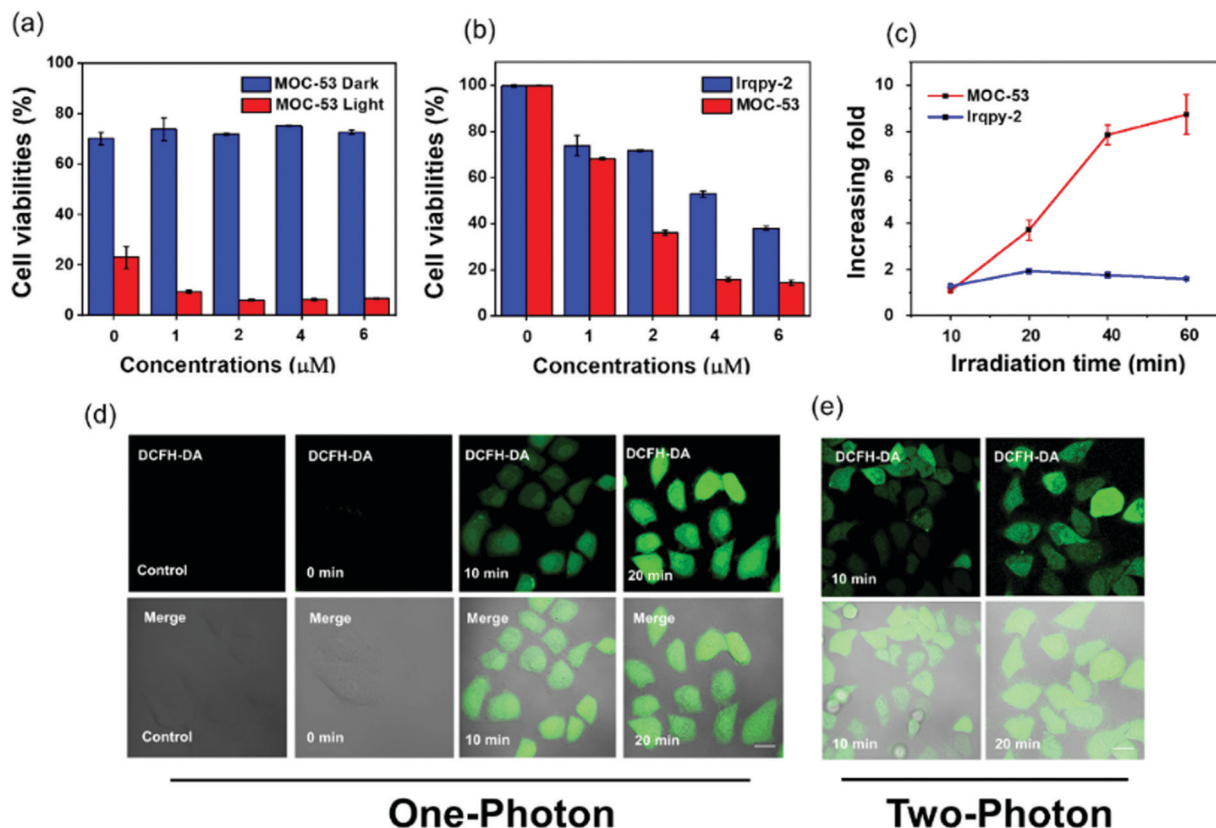 (a)
Cell viabilities (%)
100
80
60
40
20
0
MOC-53 Dark
MOC-53 Light
0 1 2 4 6
Concentrations (μM)
(b)
Cell viabilities (%)
100
80
60
40
20
0
Irqpy-2
MOC-53
0 1 2 4 6
Concentrations (μM)
(c)
Increasing fold
10
8
6
4
2
0
MOC-53
Irqpy-2
10 20 40 60
Irradiation time (min)
(d)
DCFH-DA
Control
DCFH-DA
0 min
DCFH-DA
10 min
DCFH-DA
20 min
Merge
Control
Merge
0 min
Merge
10 min
Merge
20 min
One-Photon
(e)
DCFH-DA
10 min
DCFH-DA
20 min
10 min
20 min
Two-Photon